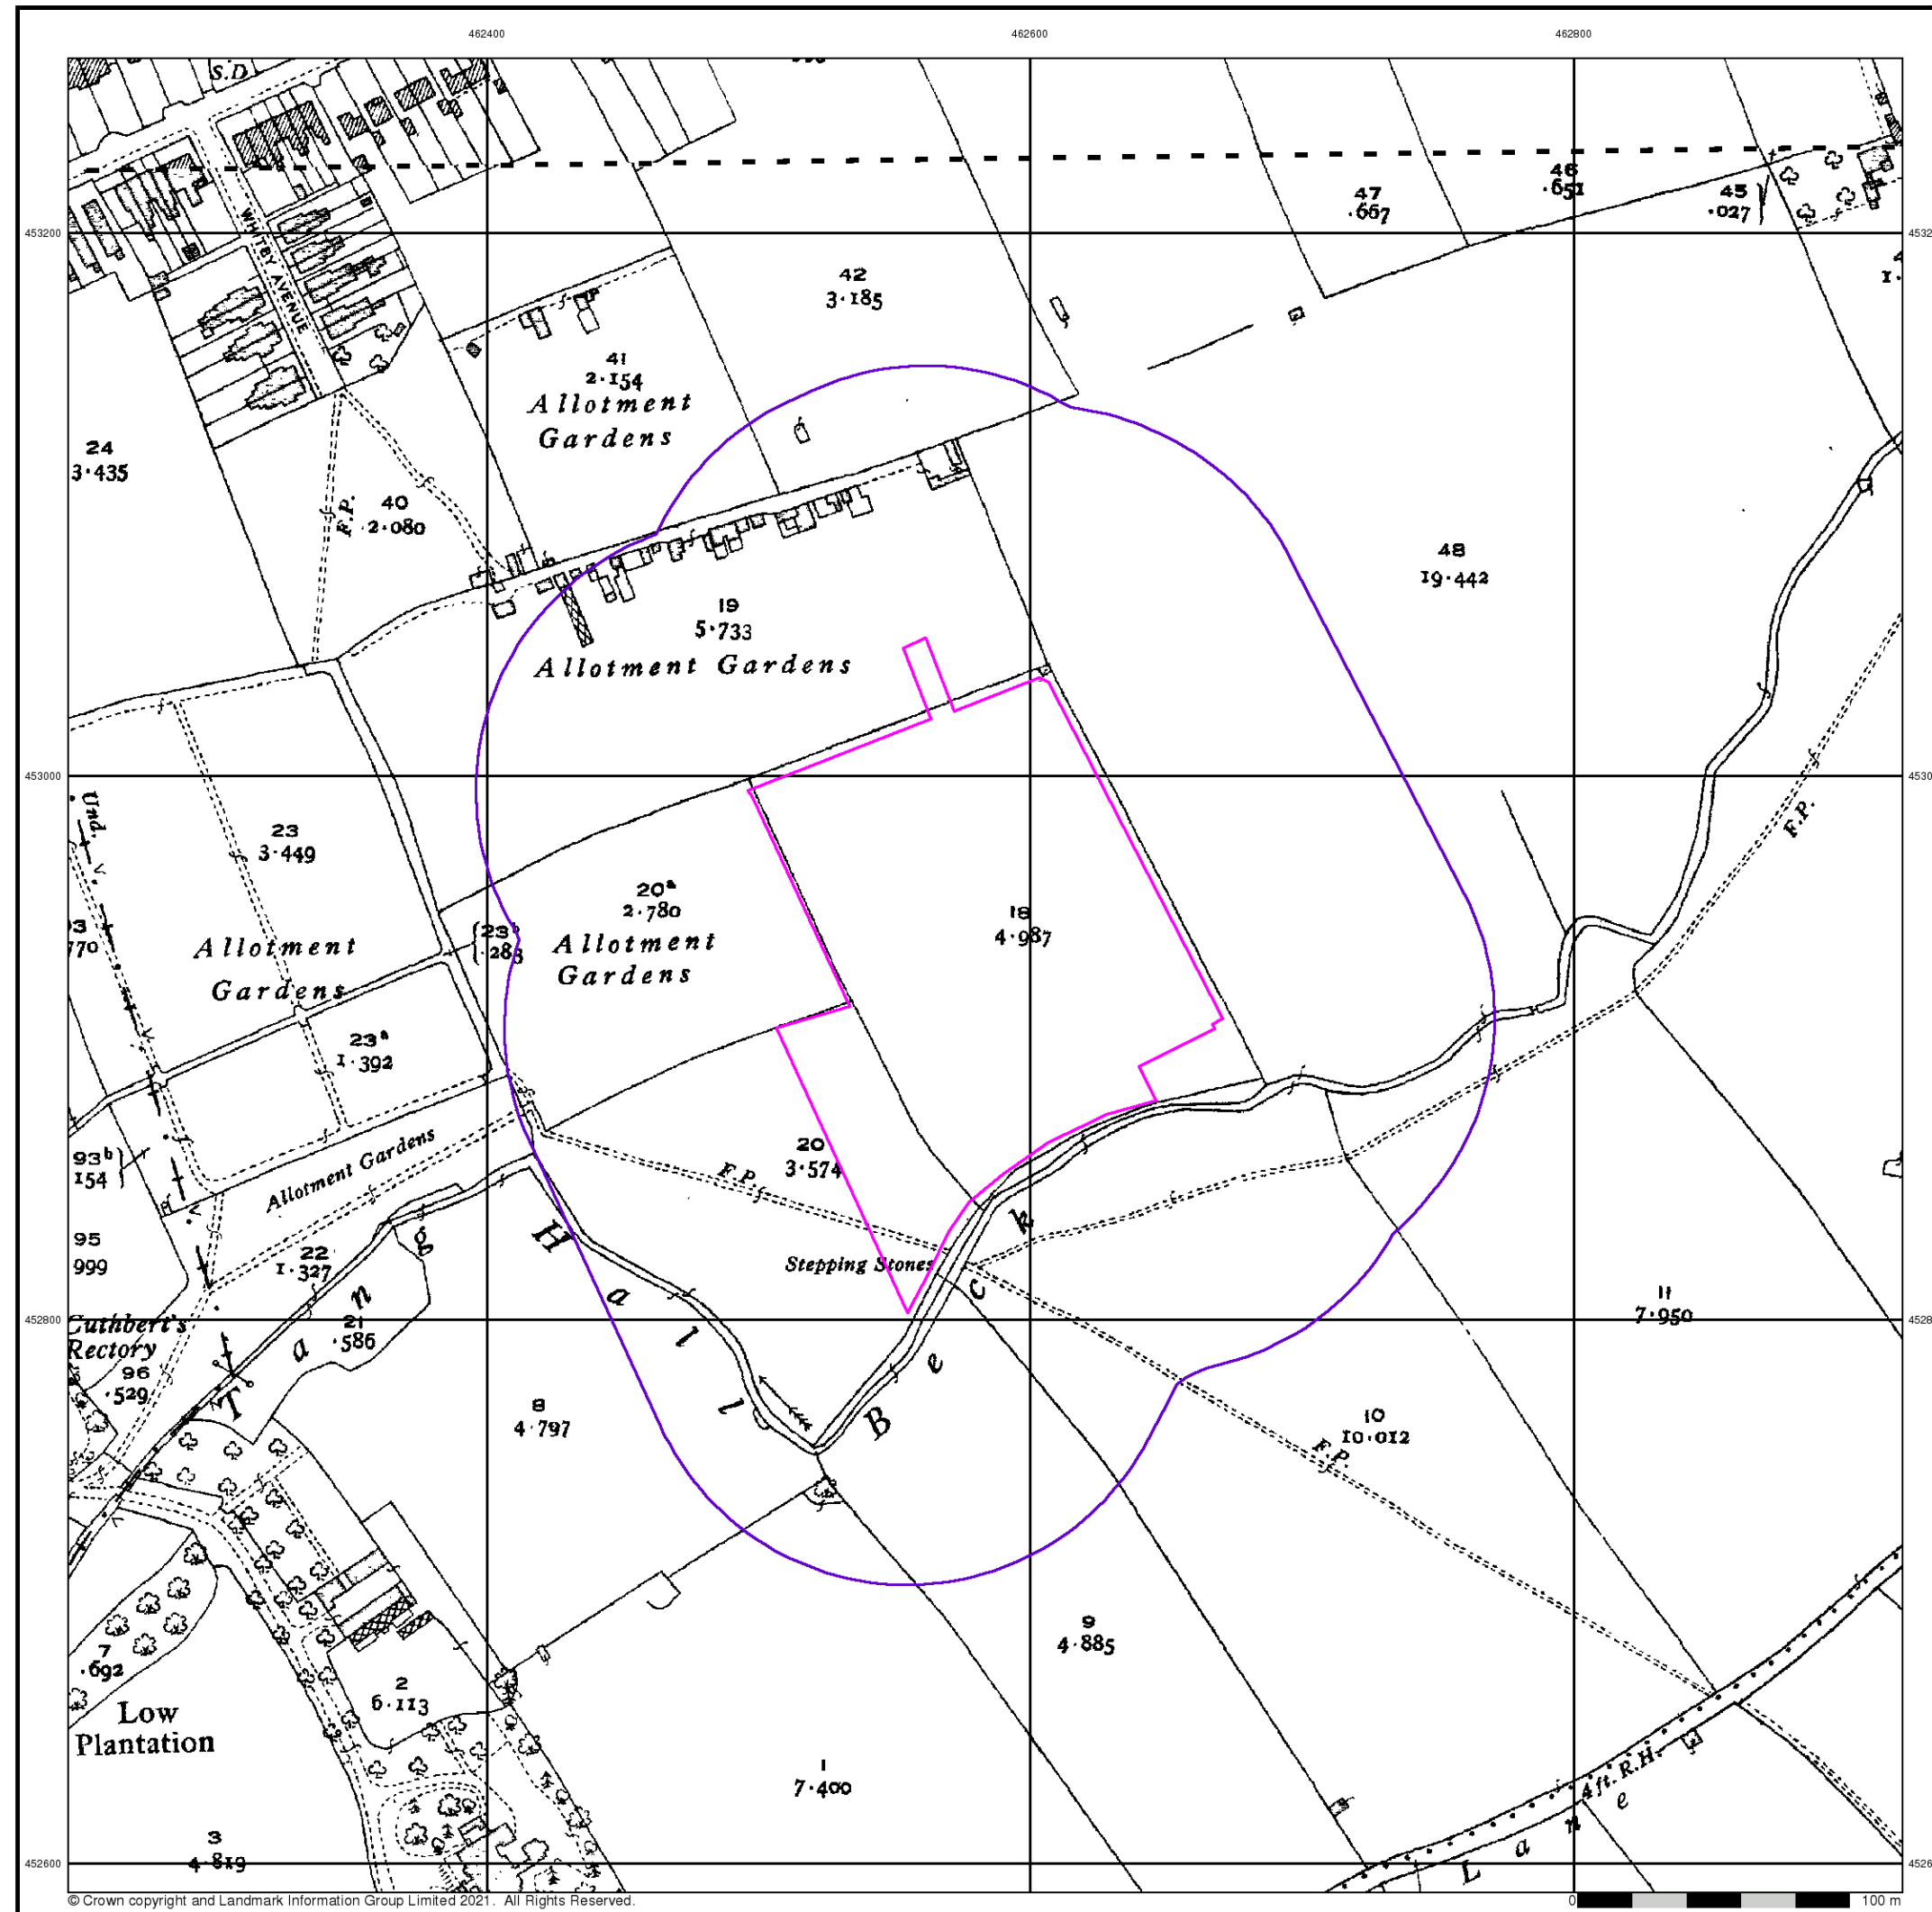 462400
462600
462800
S.D
46
.651
47
.667
45
.027
453200
WHITBY AVENUE
42
3.185
41
2.154
Allotment
Gardens
24
3.435
40
2.080
F.P.
48
19.442
19
5.733
Allotment Gardens
453000
Und.
F.P.
23
3.449
20a
2.780
18
4.987
Allotment
Gardens
Allotment
Gardens
23a
1.392
93b
154
Allotment Gardens
20
3.574
F.P.
95
999
22
1.327
Stepping Stones
Tang Hall Beck
11
7.950
452800
21
.586
Cuthbert's
Rectory
96
.529
8
4.797
10
10.012
F.P.
7
.692
9
4.885
2
6.113
Low
Plantation
1
7.400
4ft. R.H.
Lane
3
4.819
452600
© Crown copyright and Landmark Information Group Limited 2021. All Rights Reserved.
0 100 m